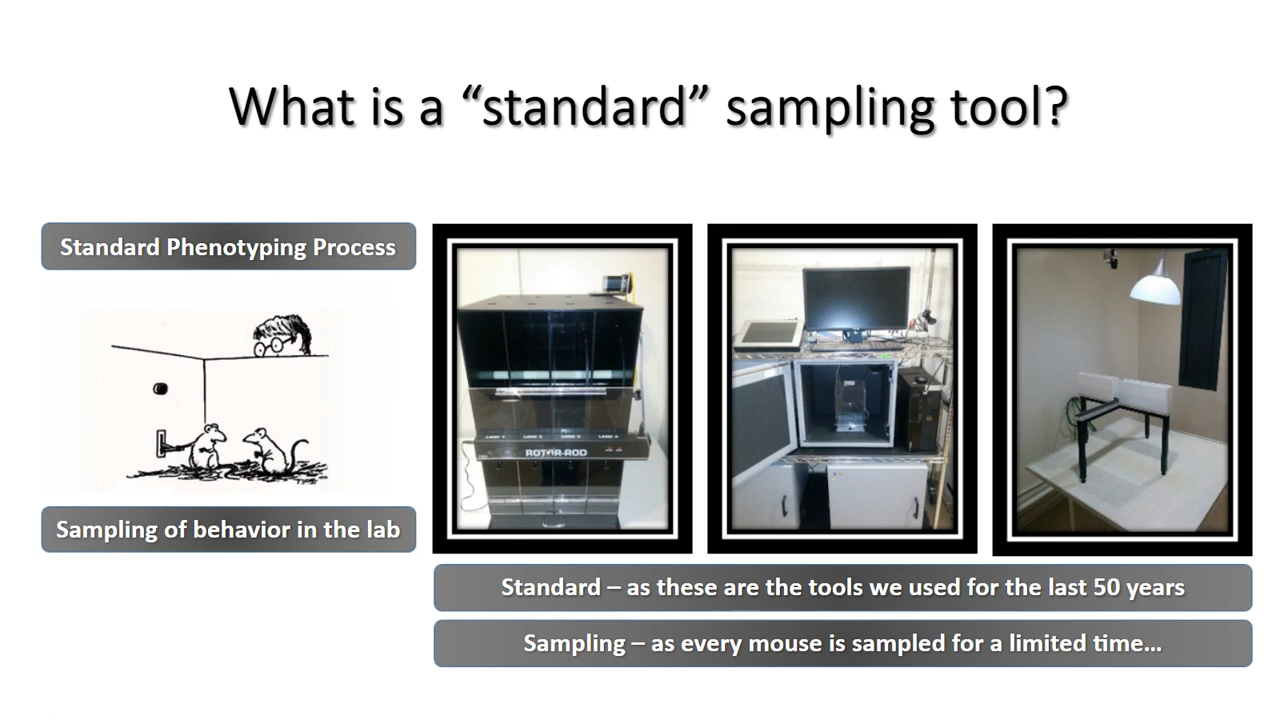 What is a “standard” sampling tool?
Standard Phenotyping Process
Sampling of behavior in the lab
ROTOR-ROD
Standard – as these are the tools we used for the last 50 years
Sampling – as every mouse is sampled for a limited time…